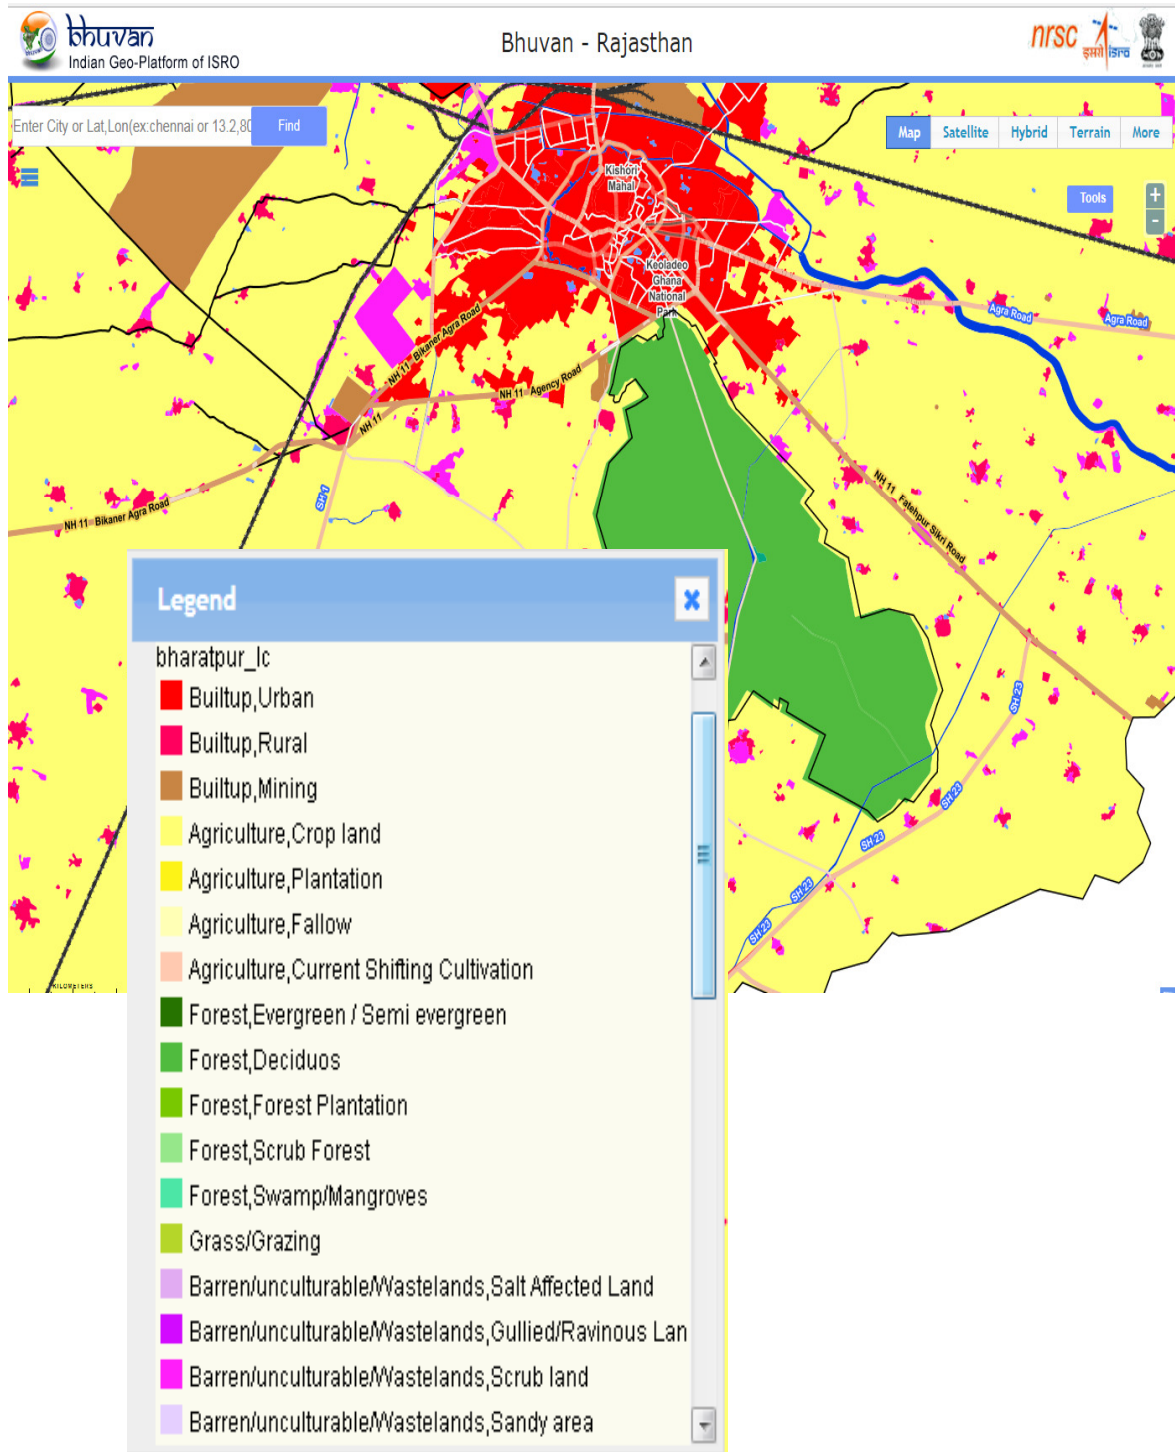 bhuvan
Indian Geo-Platform of ISRO
Bhuvan - Rajasthan
nrsc
इसरो isro
Enter City or Lat,Lon(ex:chennai or 13.2,80
Find
Map
Satellite
Hybrid
Terrain
More
Tools
+
-
Kishori
Mahal
Keoladeo
Ghana
National
Park
Agra Road
Agra Road
NH 11 Bikaner Agra Road
NH 11 Agency Road
NH 11
SH-1
NH 11 Bikaner Agra Road
NH 11 Fatehpur Sikri Road
SH-23
SH-23
SH-23
SH-23
SH-23
KILOMETERS
Legend
bharatpur_lc
Builtup,Urban
Builtup,Rural
Builtup,Mining
Agriculture,Crop land
Agriculture,Plantation
Agriculture,Fallow
Agriculture,Current Shifting Cultivation
Forest,Evergreen / Semi evergreen
Forest,Deciduos
Forest,Forest Plantation
Forest,Scrub Forest
Forest,Swamp/Mangroves
Grass/Grazing
Barren/unculturable/Wastelands,Salt Affected Land
Barren/unculturable/Wastelands,Gullied/Ravinous Lan
Barren/unculturable/Wastelands,Scrub land
Barren/unculturable/Wastelands,Sandy area